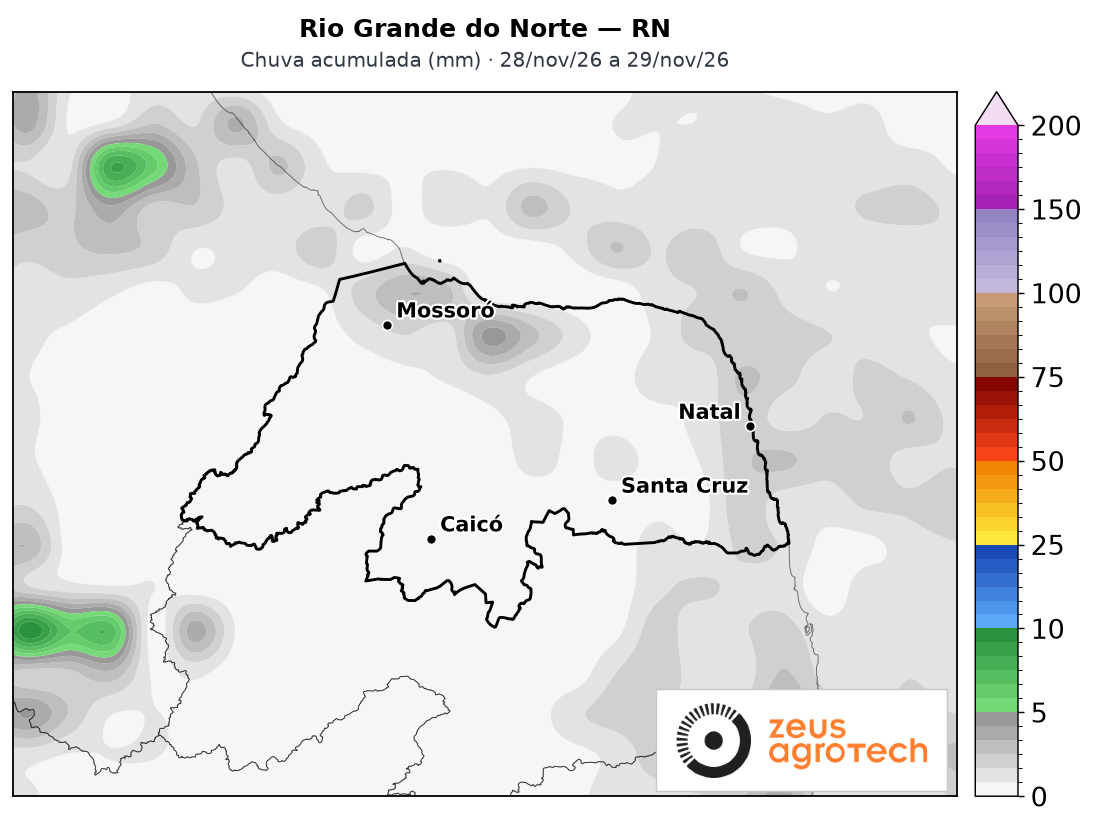 Rio Grande do Norte — RN
Chuva acumulada (mm) · 28/nov/26 a 29/nov/26
200
150
100
75
50
25
10
5
0
Mossoró
Natal
Santa Cruz
Caicó
zeus
agrotech